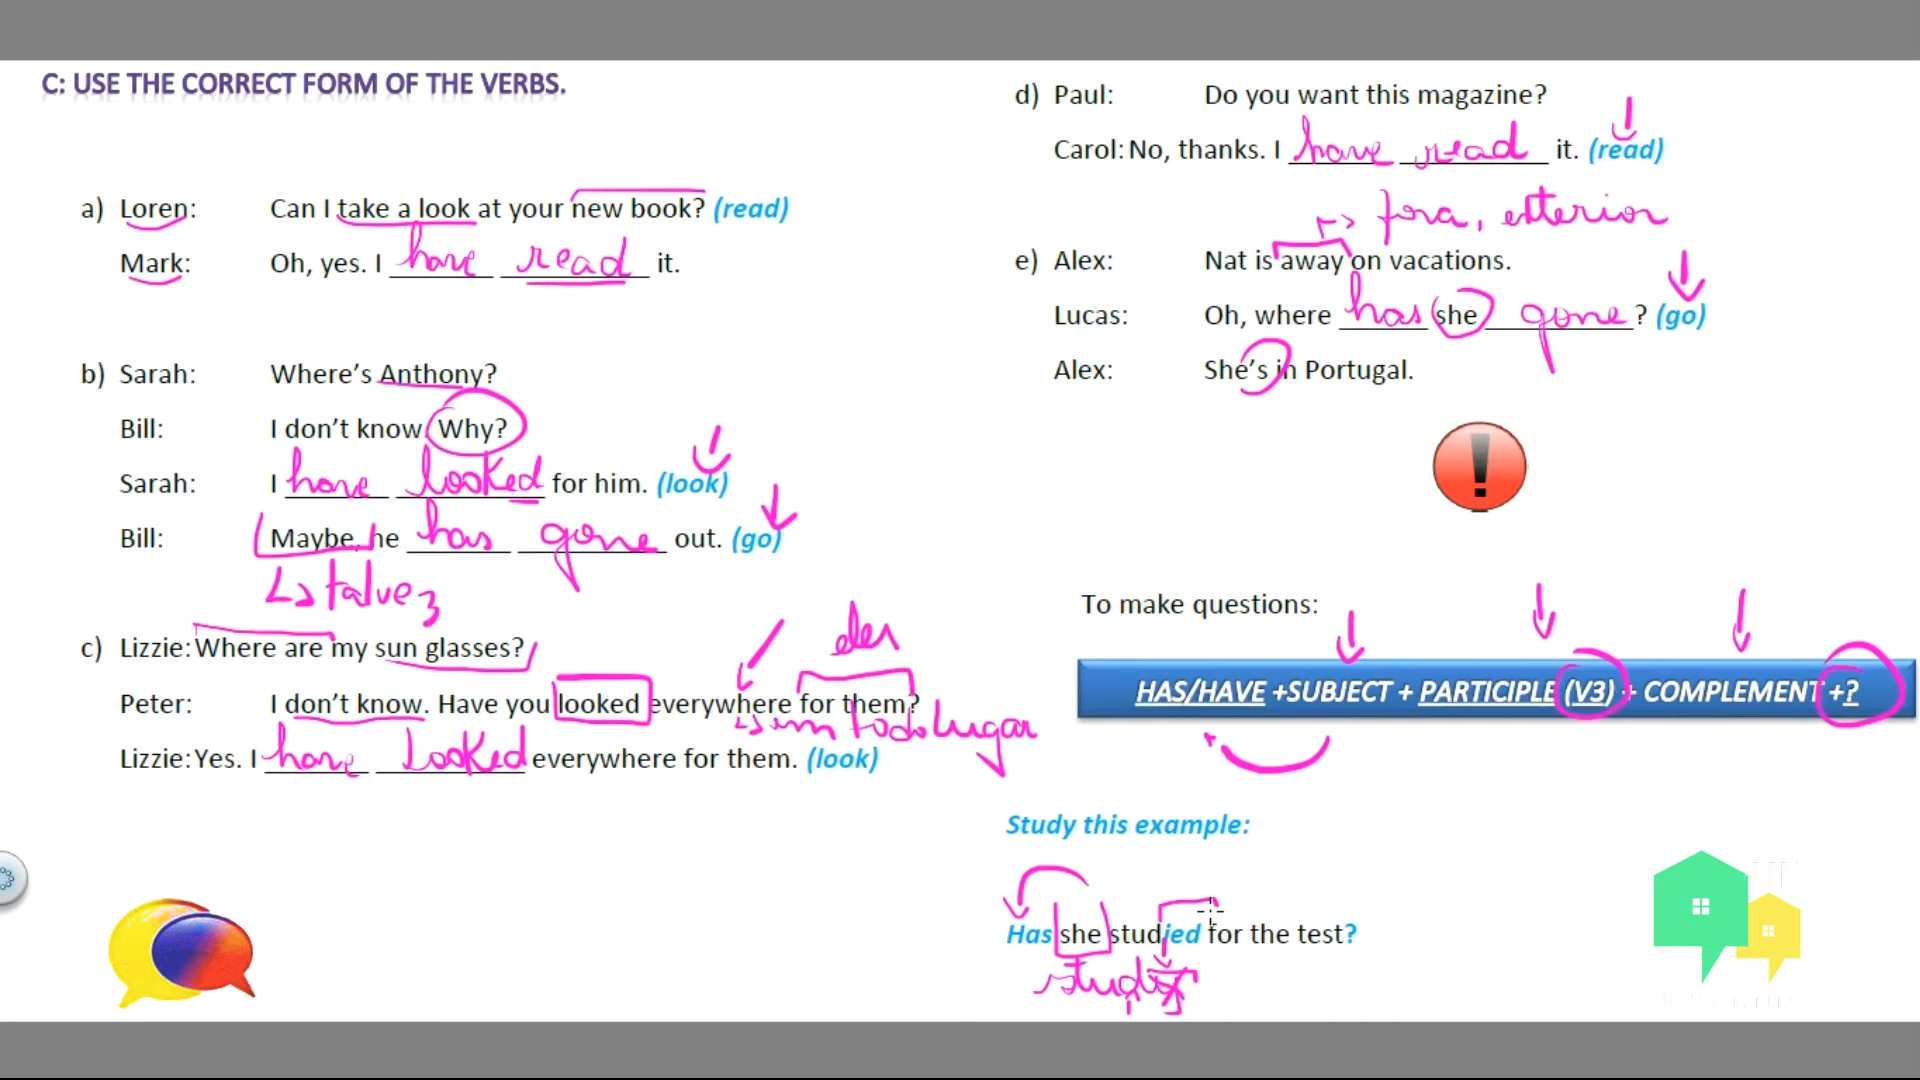 C: USE THE CORRECT FORM OF THE VERBS.
a) Loren: Can I take a look at your new book? (read)
Mark: Oh, yes. I have read it.
b) Sarah: Where's Anthony?
Bill: I don't know. Why?
Sarah: I have looked for him. (look)
Bill: Maybe, he has gone out. (go)
talvez
c) Lizzie: Where are my sun glasses?
Peter: I don't know. Have you looked everywhere for them?
em todo lugar
Lizzie: Yes. I have looked everywhere for them. (look)
d) Paul: Do you want this magazine?
Carol: No, thanks. I have read it. (read)
fora, exterior
e) Alex: Nat is away on vacations.
Lucas: Oh, where has she gone? (go)
Alex: She's in Portugal.
To make questions:
HAS/HAVE +SUBJECT + PARTICIPLE (V3) + COMPLEMENT +?
Study this example:
Has she studied for the test?